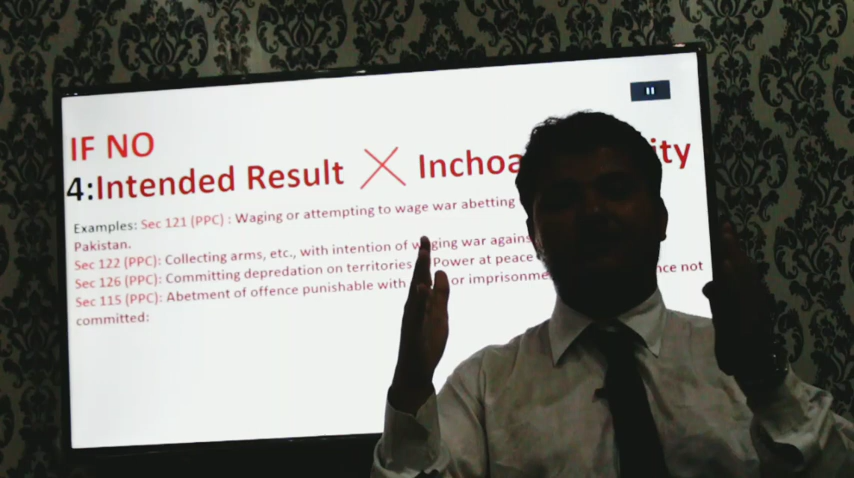 IF NO
4:Intended Result Inchoa ity
Examples: Sec 121 (PPC) : Waging or attempting to wage war abetting
Pakistan.
Sec 122 (PPC): Collecting arms, etc., with intention of waging war agains
Sec 126 (PPC): Committing depredation on territories Power at peace
Sec 115 (PPC): Abetment of offence punishable with or imprisonme nce not
committed: